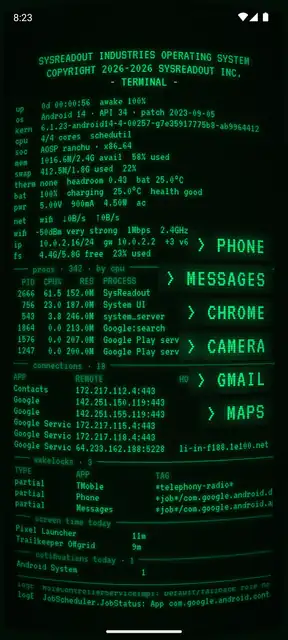 8:23
SYSREADOUT INDUSTRIES OPERATING SYSTEM
COPYRIGHT 2026-2026 SYSREADOUT INC.
- TERMINAL -
up 0d 00:00:56 awake 100%
os Android 14 · API 34 · patch 2023-09-05
kern 6.1.23-android14-4-00257-g7e35917775b8-ab9964412
cpu 4/4 cores schedutil
soc AOSP ranchu · x86_64
mem 1016.6M/2.4G avail 58% used
swap 412.5M/1.8G used 22%
therm none headroom 0.43 bat 25.0°C
bat 100% charging 25.0°C health good
pwr 5.00V 900mA 4.50W ac
net wifi ↓0B/s ↑0B/s
wifi -50dBm very strong 1Mbps 2.4GHz
ip 10.0.2.16/24 gw 10.0.2.2 +3 v6
fs 4.4G/5.8G free 23% used
> PHONE
procs · 342 · by cpu
> MESSAGES
PID CPU% RES PROCESS
2666 61.5 152.0M SysReadout
756 23.0 187.0M System UI
> CHROME
543 3.8 246.0M system_server
1864 0.0 213.0M Google:search
1576 0.0 207.0M Google Play serv
> CAMERA
1247 0.0 200.0M Google Play serv
connections · 18
APP REMOTE HO
> GMAIL
Contacts 172.217.112.4:443
Google 142.251.150.119:443
Google 142.251.155.119:443
> MAPS
Google Servic 172.217.115.4:443
Google Servic 172.217.118.4:443
Google Servic 64.233.162.188:5228 li-in-f188.1e100.net
wakelocks · 3
TYPE APP TAG
partial TMoble *telephony-radio*
partial Phone *job*/com.google.android.d
partial Messages *job*/com.google.android.
screen time today
Pixel Launcher 11m
Trailkeeper OMgrid 9m
notifications today · 1
Android System 1
logE JobScheduler.JobStatus: App com.google.android.cont